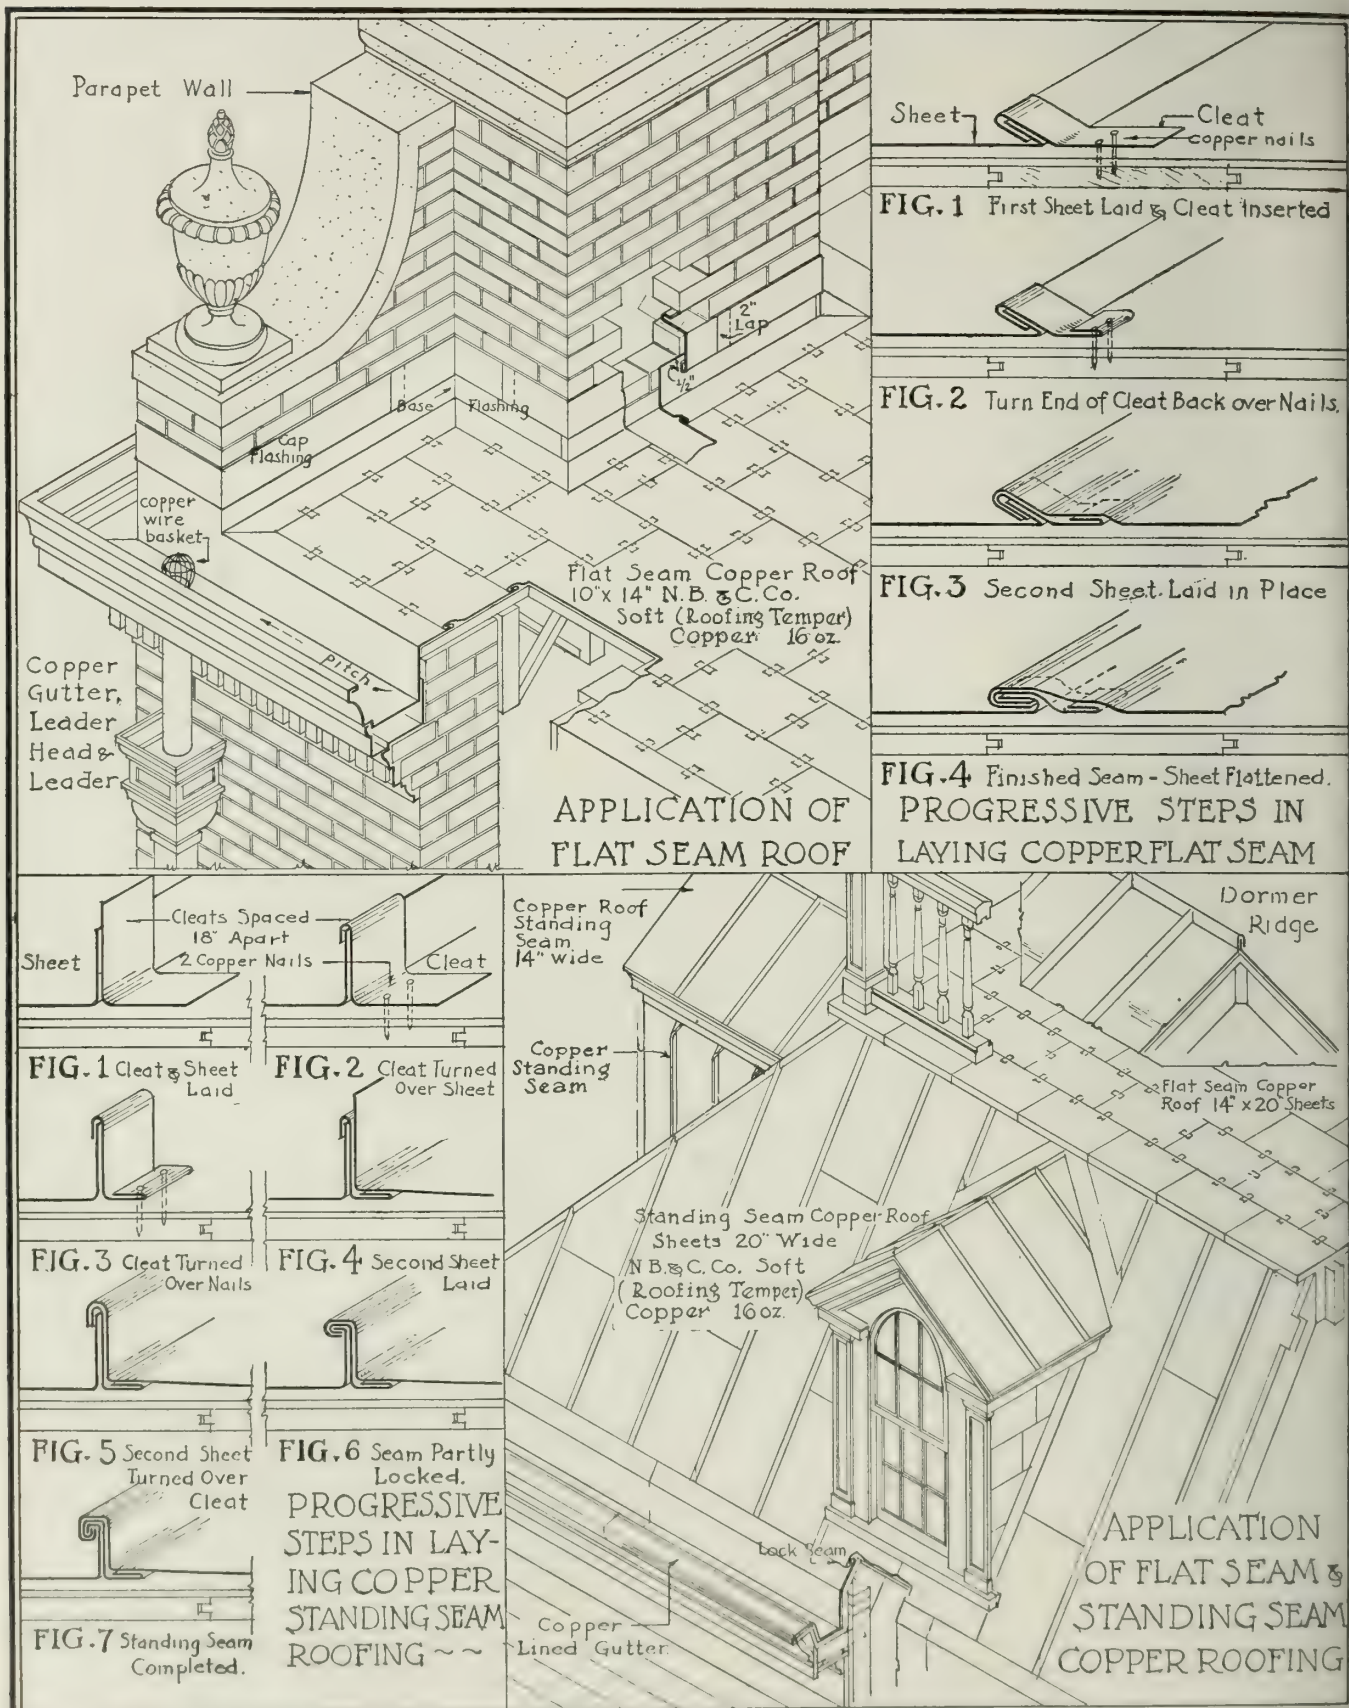 Parapet Wall
2"
Lap
1/2"
Base Flashing
Cap
Flashing
copper
wire
basket
Flat Seam Copper Roof
10"x 14" N.B. & C. Co.
Soft (Roofing Temper)
Copper 16 oz.
pitch
Copper
Gutter,
Leader
Head &
Leader
APPLICATION OF
FLAT SEAM ROOF
Sheet
Cleat
copper nails
FIG. 1 First Sheet Laid & Cleat Inserted
FIG. 2 Turn End of Cleat Back over Nails.
FIG. 3 Second Sheet Laid in Place
FIG. 4 Finished Seam - Sheet Flattened.
PROGRESSIVE STEPS IN
LAYING COPPER FLAT SEAM
Cleats Spaced
18" Apart
2 Copper Nails
Sheet
Cleat
FIG. 1 Cleat & Sheet
Laid
FIG. 2 Cleat Turned
Over Sheet
FIG. 3 Cleat Turned
Over Nails
FIG. 4 Second Sheet
Laid
FIG. 5 Second Sheet
Turned Over
Cleat
FIG. 6 Seam Partly
Locked.
FIG. 7 Standing Seam
Completed.
PROGRESSIVE
STEPS IN LAY-
ING COPPER
STANDING SEAM
ROOFING ~ ~
Copper Roof
Standing
Seam
14" Wide
Dormer
Ridge
Copper
Standing
Seam
Flat Seam Copper
Roof 14" x 20" Sheets
Standing Seam Copper Roof
Sheets 20" Wide
N.B. & C. Co. Soft
(Roofing Temper)
Copper 16 oz.
Lock Seam
Copper
Lined Gutter
APPLICATION
OF FLAT SEAM &
STANDING SEAM
COPPER ROOFING